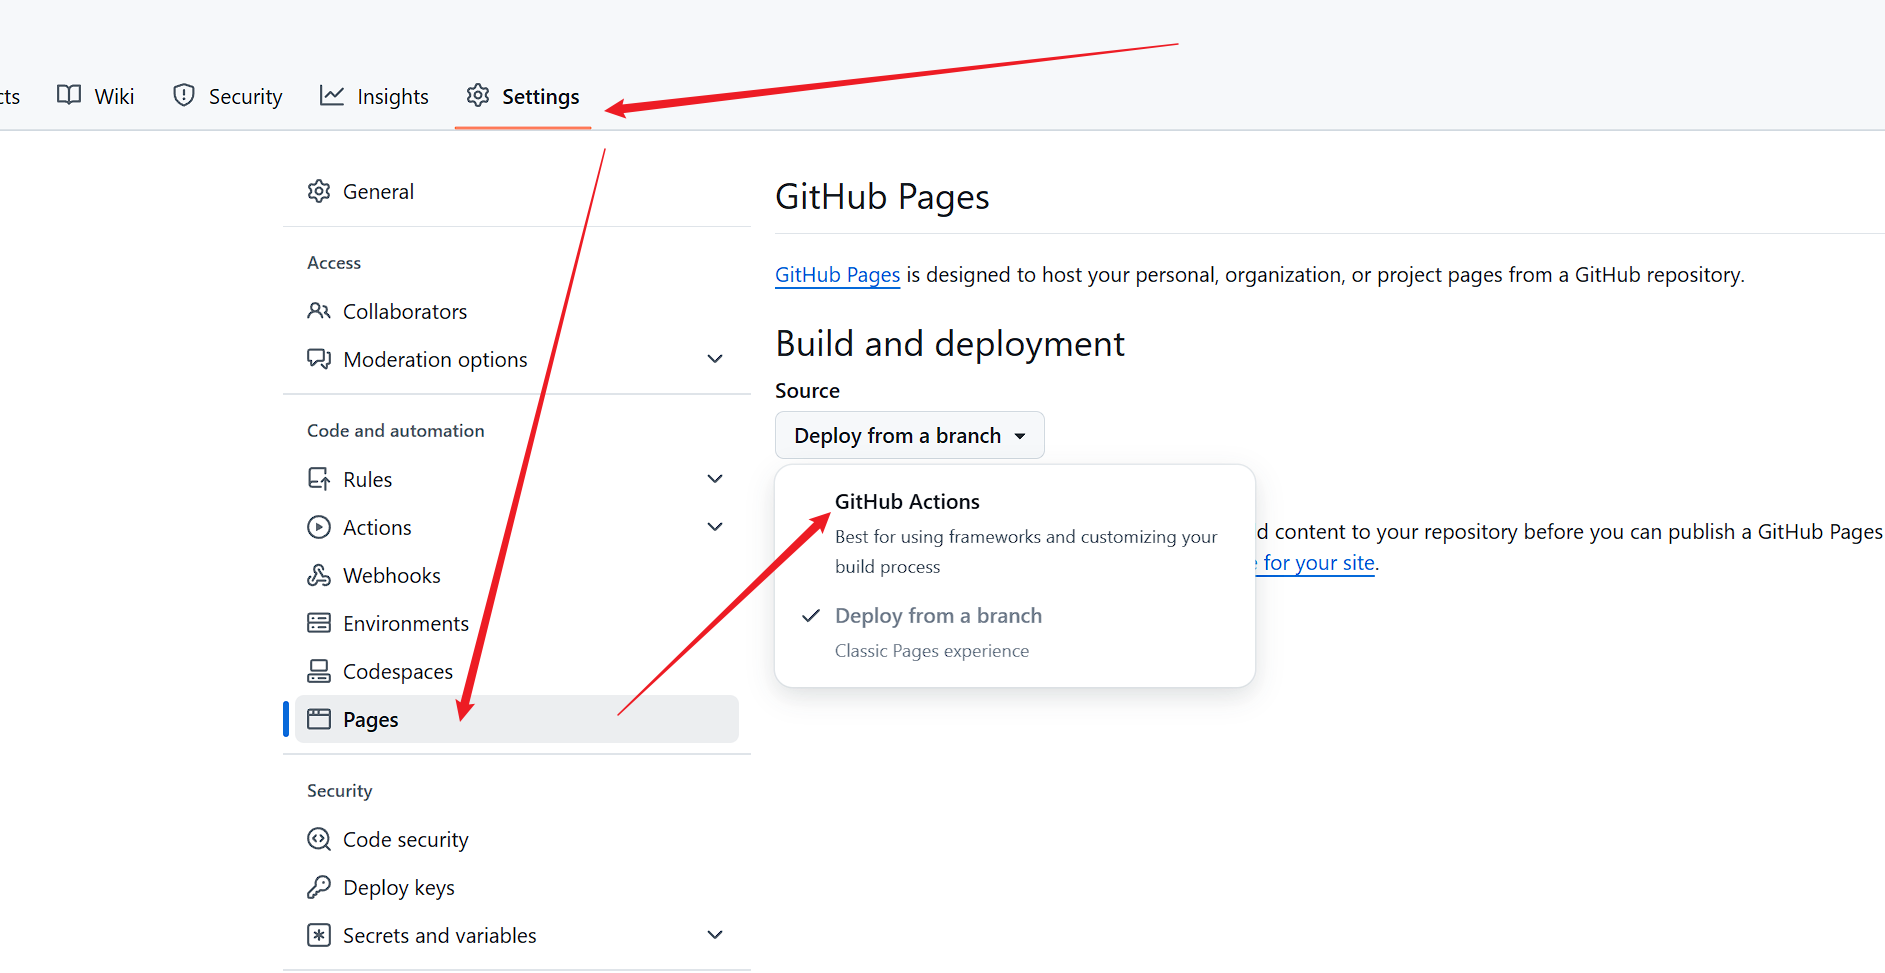 Wiki
Security
Insights
Settings
General
Access
Collaborators
Moderation options
Code and automation
Rules
Actions
Webhooks
Environments
Codespaces
Pages
Security
Code security
Deploy keys
Secrets and variables
GitHub Pages
GitHub Pages is designed to host your personal, organization, or project pages from a GitHub repository.
Build and deployment
Source
Deploy from a branch
GitHub Actions
Best for using frameworks and customizing your
build process
Deploy from a branch
Classic Pages experience
content to your repository before you can publish a GitHub Pages
for your site.